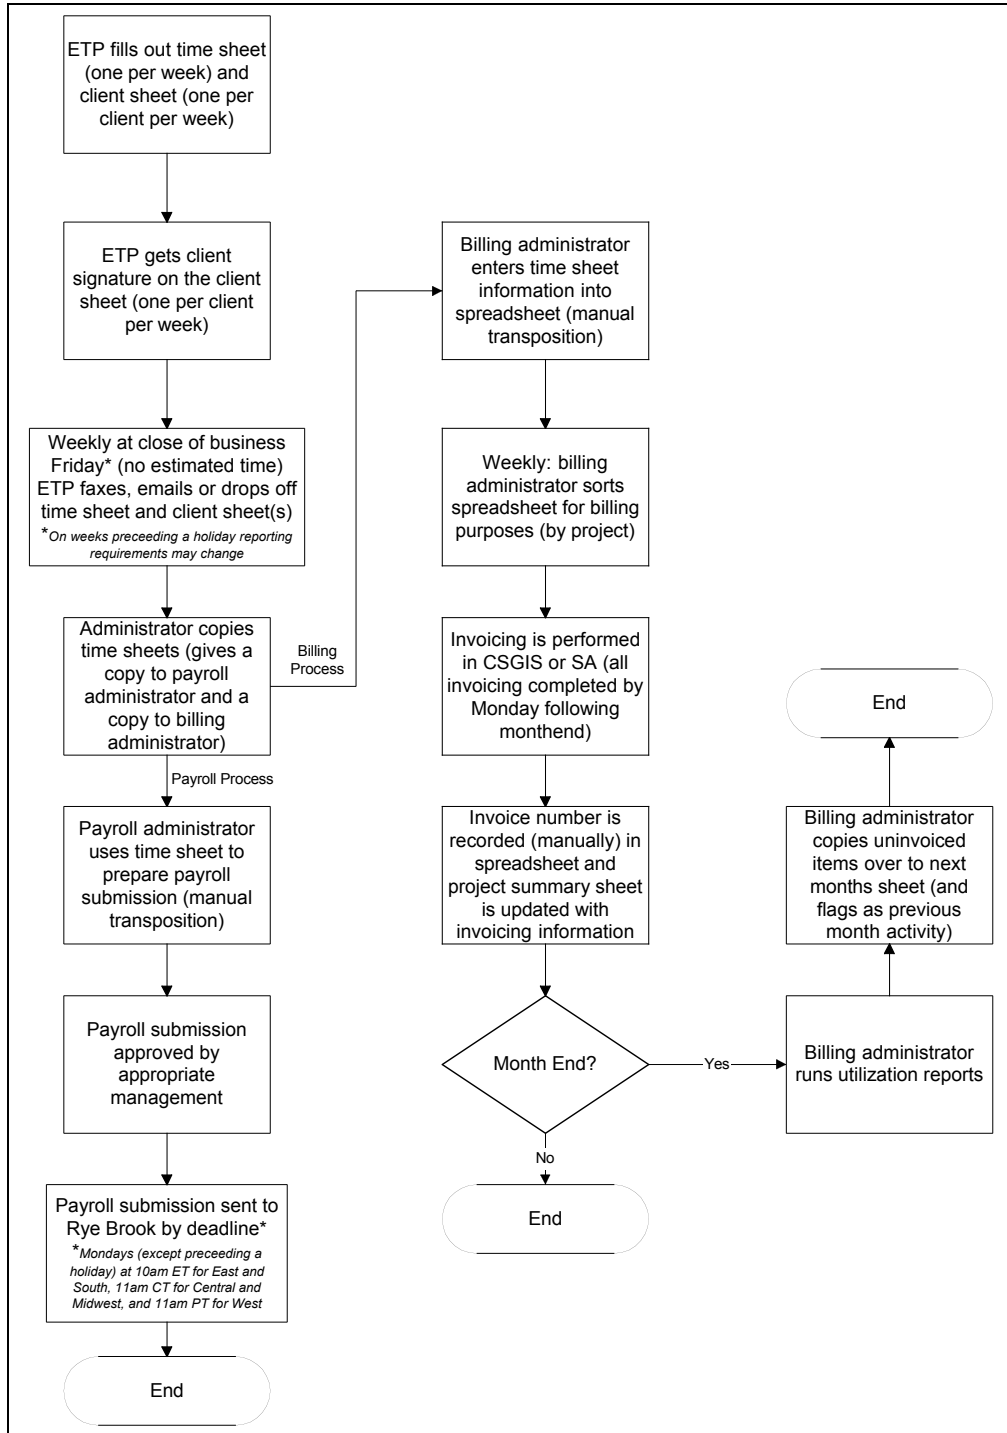 ETP fills out time sheet
(one per week) and
client sheet (one per
client per week)
ETP gets client
signature on the client
sheet (one per client
per week)
Weekly at close of business
Friday* (no estimated time)
ETP faxes, emails or drops off
time sheet and client sheet(s)
*On weeks preceeding a holiday reporting
requirements may change
Administrator copies
time sheets (gives a
copy to payroll
administrator and a
copy to billing
administrator)
Billing
Process
Payroll Process
Payroll administrator
uses time sheet to
prepare payroll
submission (manual
transposition)
Payroll submission
approved by
appropriate
management
Payroll submission sent to
Rye Brook by deadline*
*Mondays (except preceeding a
holiday) at 10am ET for East and
South, 11am CT for Central and
Midwest, and 11am PT for West
End
Billing administrator
enters time sheet
information into
spreadsheet (manual
transposition)
Weekly: billing
administrator sorts
spreadsheet for billing
purposes (by project)
Invoicing is performed
in CSGIS or SA (all
invoicing completed by
Monday following
monthend)
Invoice number is
recorded (manually) in
spreadsheet and
project summary sheet
is updated with
invoicing information
Month End?
Yes
No
End
Billing administrator
runs utilization reports
Billing administrator
copies uninvoiced
items over to next
months sheet (and
flags as previous
month activity)
End